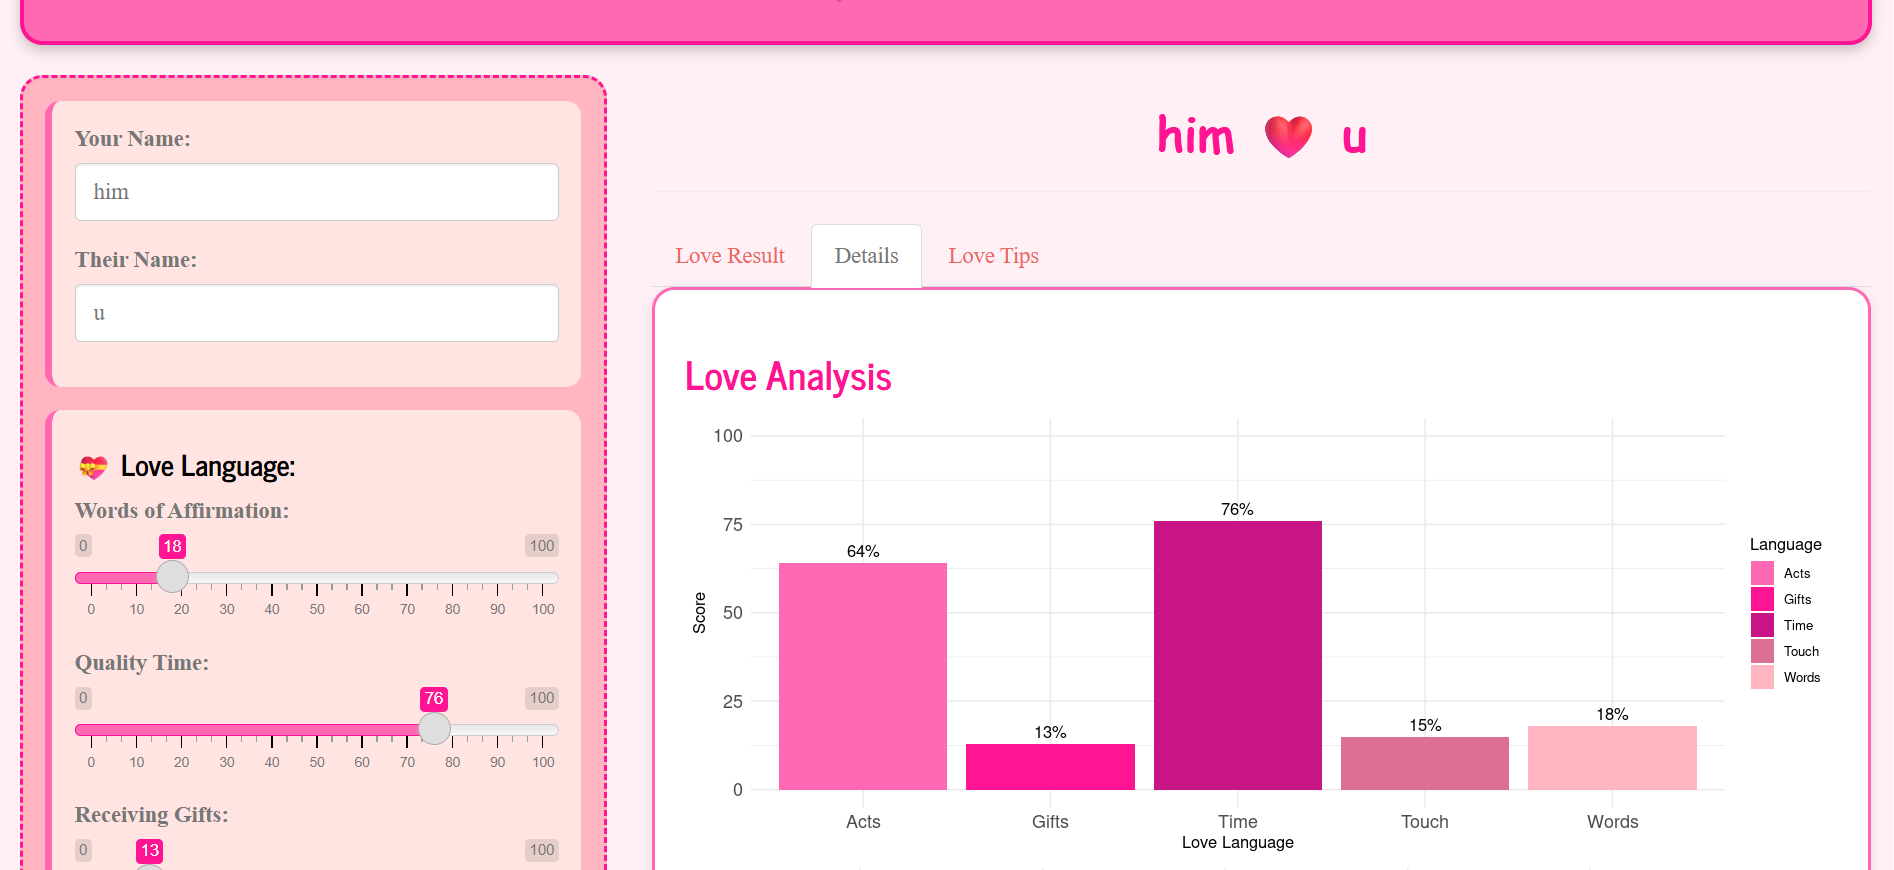 Your Name:
him
Their Name:
u
Love Language:
Words of Affirmation:
0 18 100
0 10 20 30 40 50 60 70 80 90 100
Quality Time:
0 76 100
0 10 20 30 40 50 60 70 80 90 100
Receiving Gifts:
0 13 100
him u
Love Result Details Love Tips
Love Analysis
100
75
50
25
0
Score
64%
13%
76%
15%
18%
Acts Gifts Time Touch Words
Love Language
Language
Acts
Gifts
Time
Touch
Words